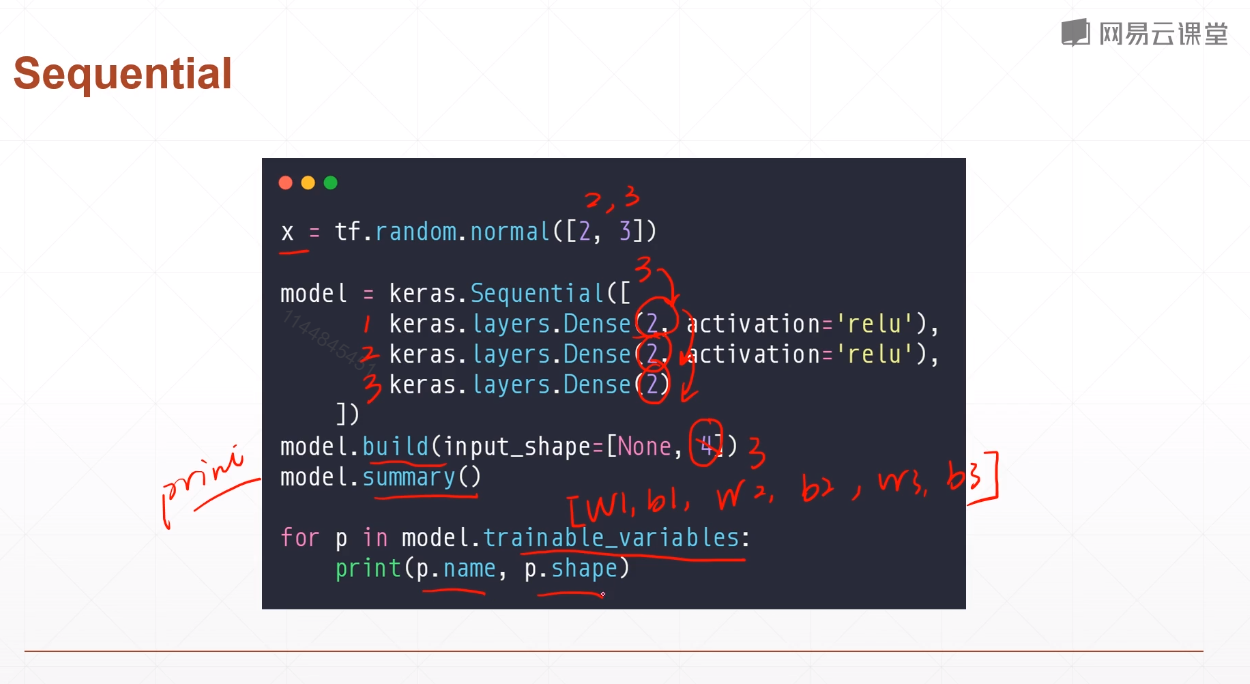 网易云课堂
Sequential
2, 3
x = tf.random.normal([2, 3])
3
model = keras.Sequential([
1 keras.layers.Dense(2, activation='relu'),
2 keras.layers.Dense(2, activation='relu'),
3 keras.layers.Dense(2)
])
model.build(input_shape=[None, 4]) 3
print
model.summary()
[W1, b1, W2, b2, W3, b3]
for p in model.trainable_variables:
print(p.name, p.shape)